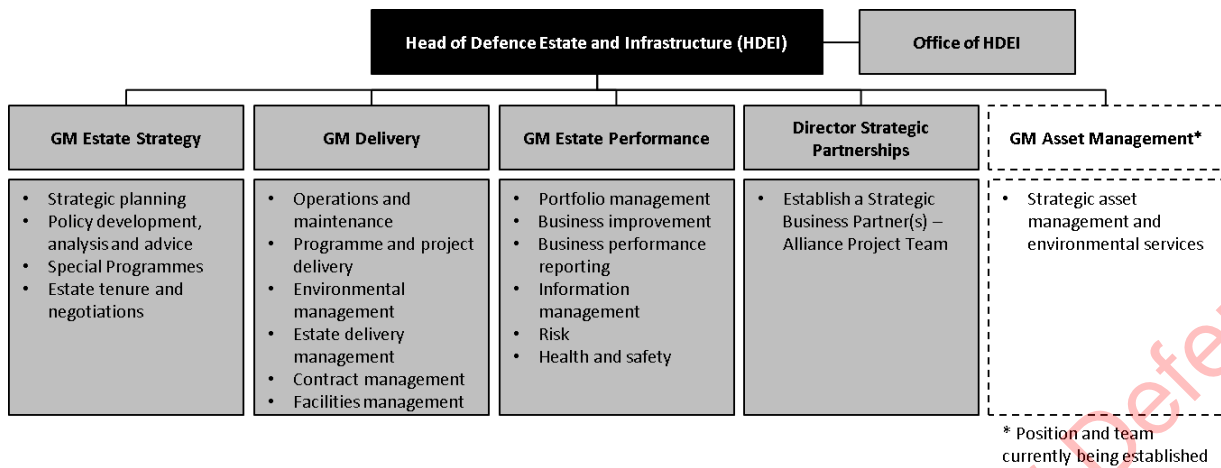 Head of Defence Estate and Infrastructure (HDEI)
Office of HDEI
GM Estate Strategy
• Strategic planning
• Policy development,
analysis and advice
• Special Programmes
• Estate tenure and
negotiations
GM Delivery
• Operations and
maintenance
• Programme and project
delivery
• Environmental
management
• Estate delivery
management
• Contract management
• Facilities management
GM Estate Performance
• Portfolio management
• Business improvement
• Business performance
reporting
• Information
management
• Risk
• Health and safety
Director Strategic
Partnerships
• Establish a Strategic
Business Partner(s) –
Alliance Project Team
GM Asset Management*
• Strategic asset
management and
environmental services
* Position and team
currently being established
Defe